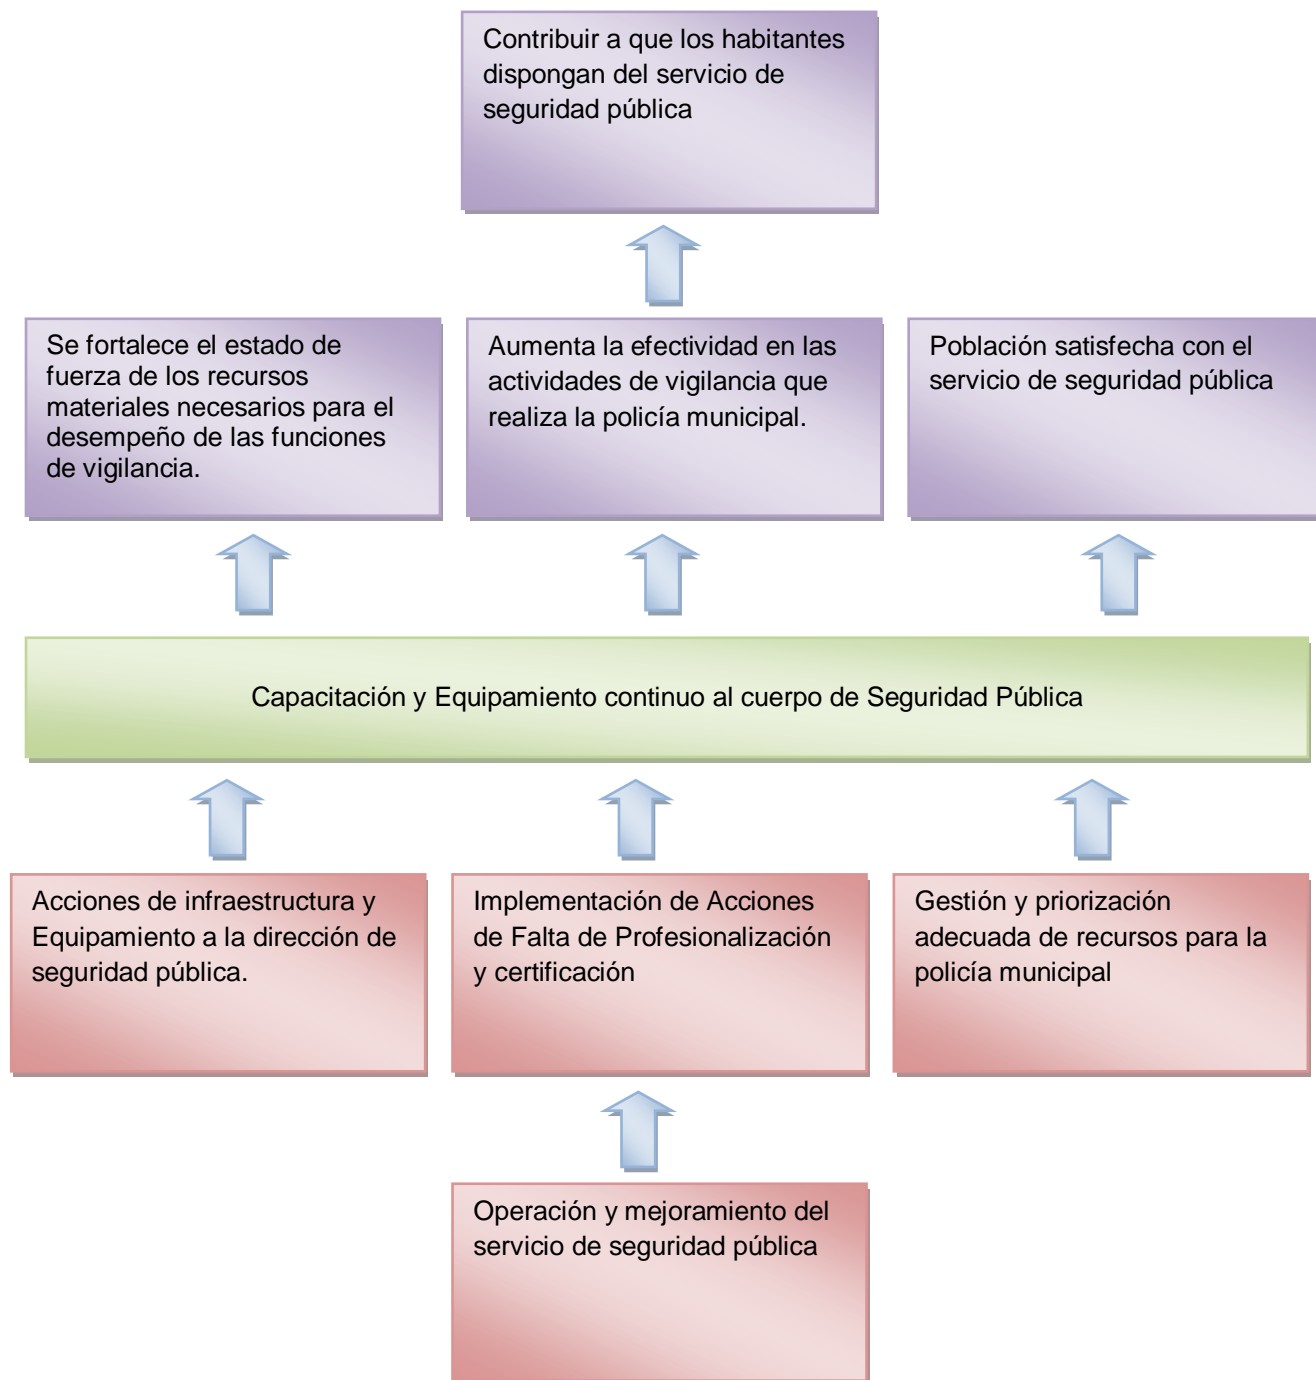 Contribuir a que los habitantes
dispongan del servicio de
seguridad pública
Se fortalece el estado de
fuerza de los recursos
materiales necesarios para el
desempeño de las funciones
de vigilancia.
Aumenta la efectividad en las
actividades de vigilancia que
realiza la policía municipal.
Población satisfecha con el
servicio de seguridad pública
Capacitación y Equipamiento continuo al cuerpo de Seguridad Pública
Acciones de infraestructura y
Equipamiento a la dirección de
seguridad pública.
Implementación de Acciones
de Falta de Profesionalización
y certificación
Gestión y priorización
adecuada de recursos para la
policía municipal
Operación y mejoramiento del
servicio de seguridad pública